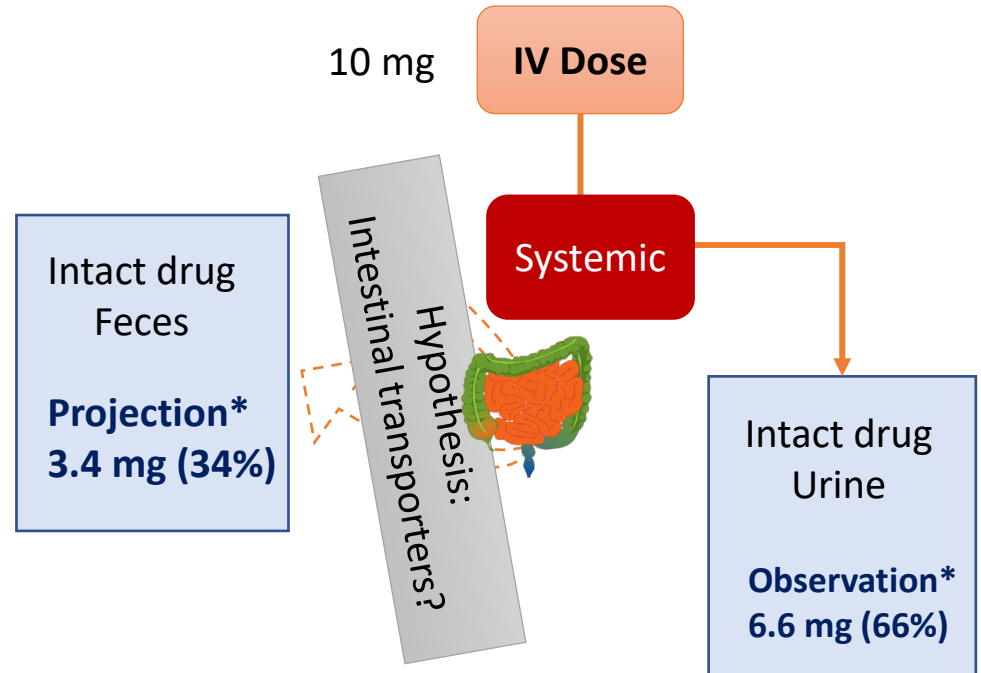 10 mg
IV Dose
Systemic
Hypothesis:
Intestinal transporters?
Intact drug
Feces
Projection*
3.4 mg (34%)
Intact drug
Urine
Observation*
6.6 mg (66%)